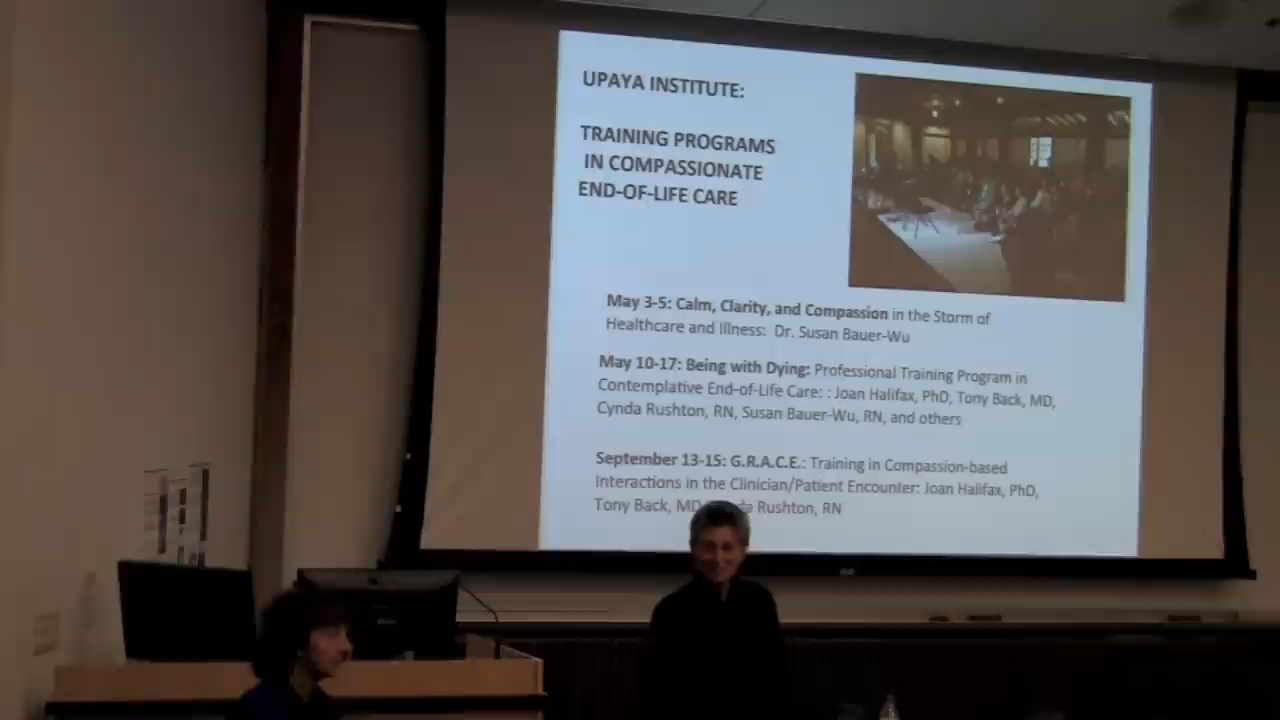 UPAYA INSTITUTE:
TRAINING PROGRAMS
IN COMPASSIONATE
END-OF-LIFE CARE
May 3-5: Calm, Clarity, and Compassion in the Storm of
Healthcare and Illness: Dr. Susan Bauer-Wu
May 10-17: Being with Dying: Professional Training Program in
Contemplative End-of-Life Care: : Joan Halifax, PhD, Tony Back, MD,
Cynda Rushton, RN, Susan Bauer-Wu, RN, and others
September 13-15: G.R.A.C.E.: Training in Compassion-based
Interactions in the Clinician/Patient Encounter: Joan Halifax, PhD,
Tony Back, MD Rushton, RN